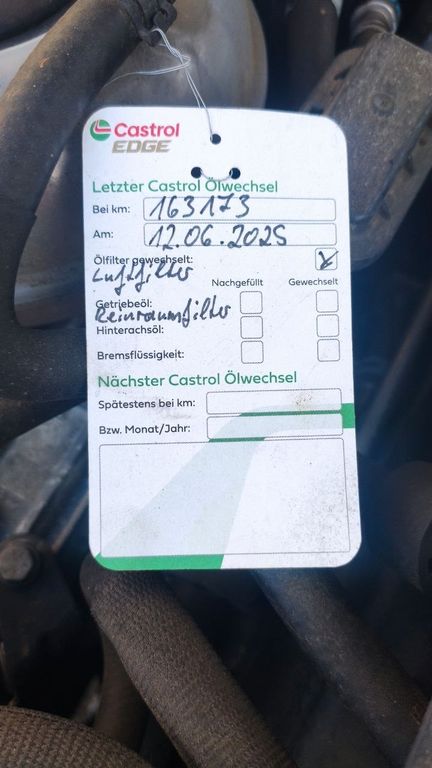 Castrol
EDGE
Letzter Castrol Ölwechsel
Bei km: 163173
Am: 12.06.2025
Ölfilter gewechselt:
Luftfilter
Nachgefüllt Gewechselt
Getriebeöl:
Reinraumfilter
Hinterachsöl:
Bremsflüssigkeit:
Nächster Castrol Ölwechsel
Spätestens bei km:
Bzw. Monat/Jahr: